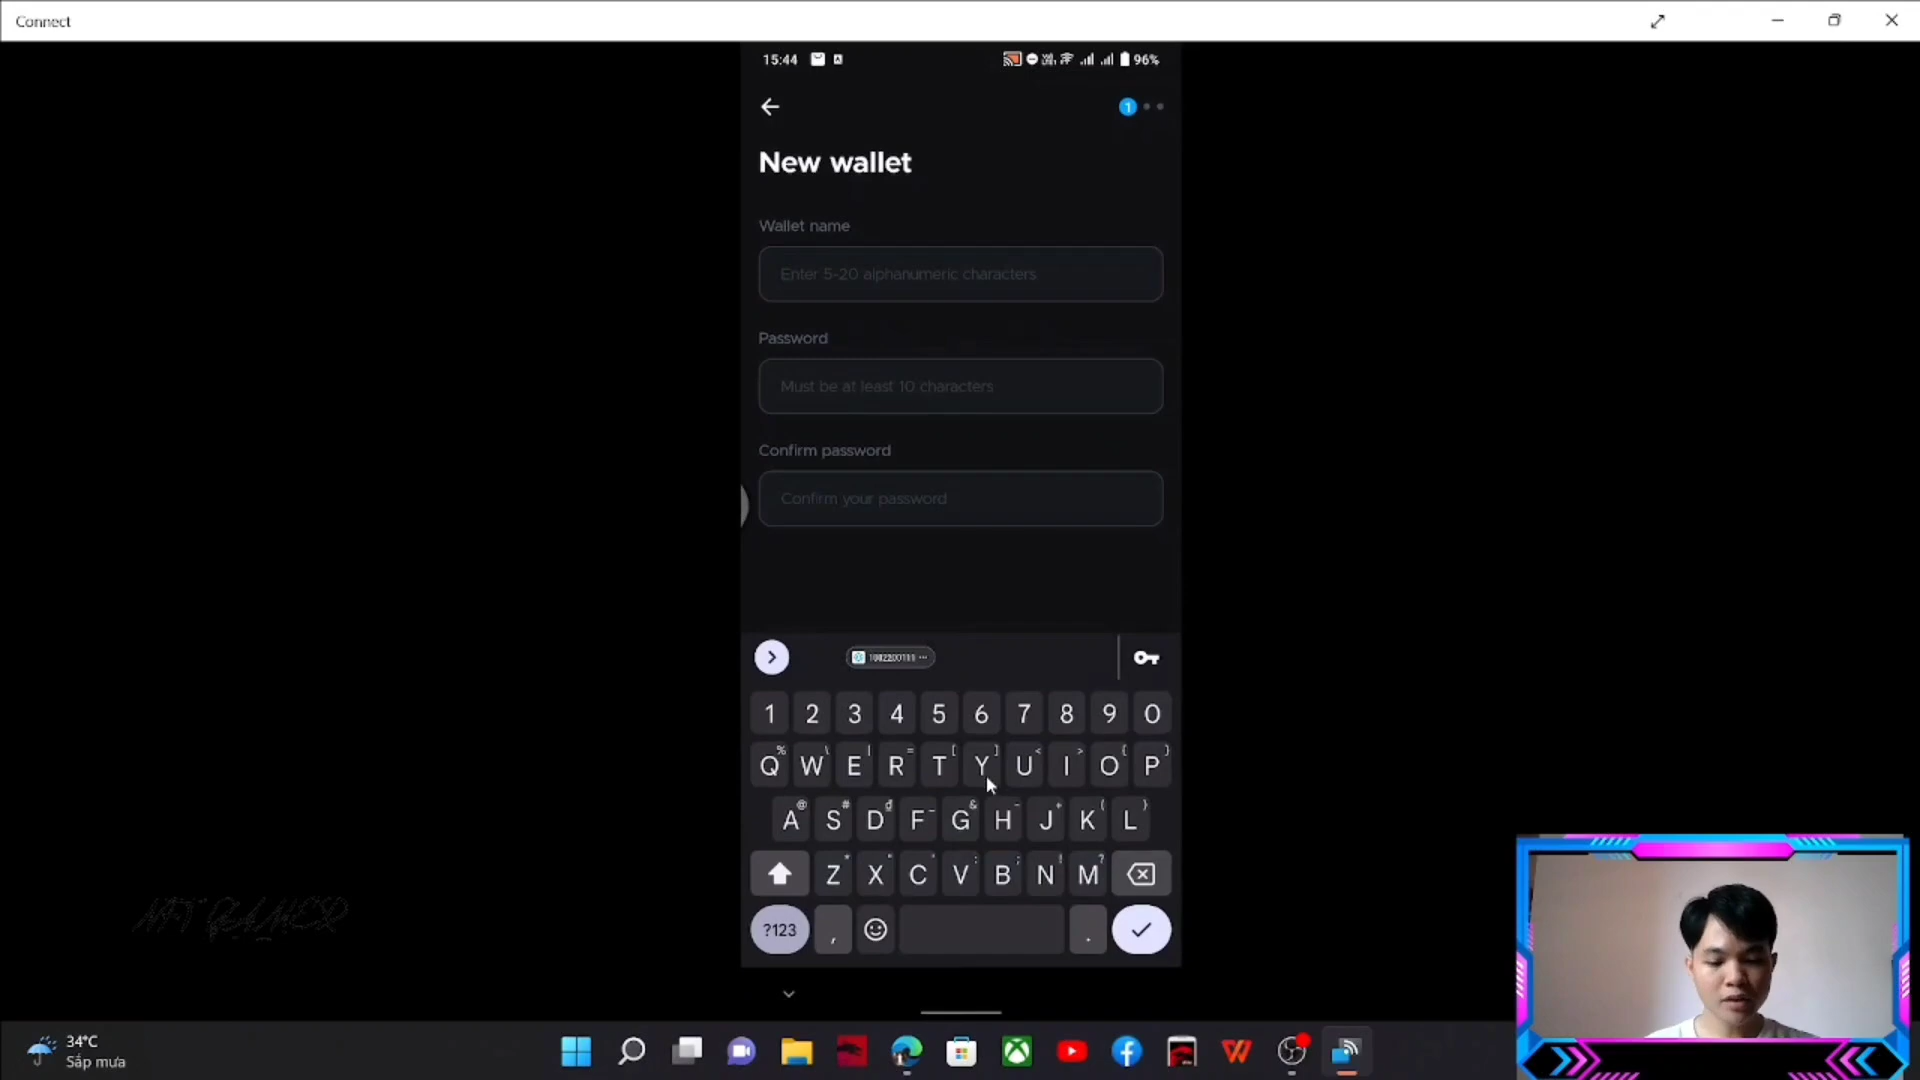 Connect
15:44
96%
1
New wallet
Wallet name
Enter 5-20 alphanumeric characters
Password
Must be at least 10 characters
Confirm password
Confirm your password
1 2 3 4 5 6 7 8 9 0
Q W E R T Y U I O P
A S D F G H J K L
Z X C V B N M
?123 , .
34°C
Sắp mưa